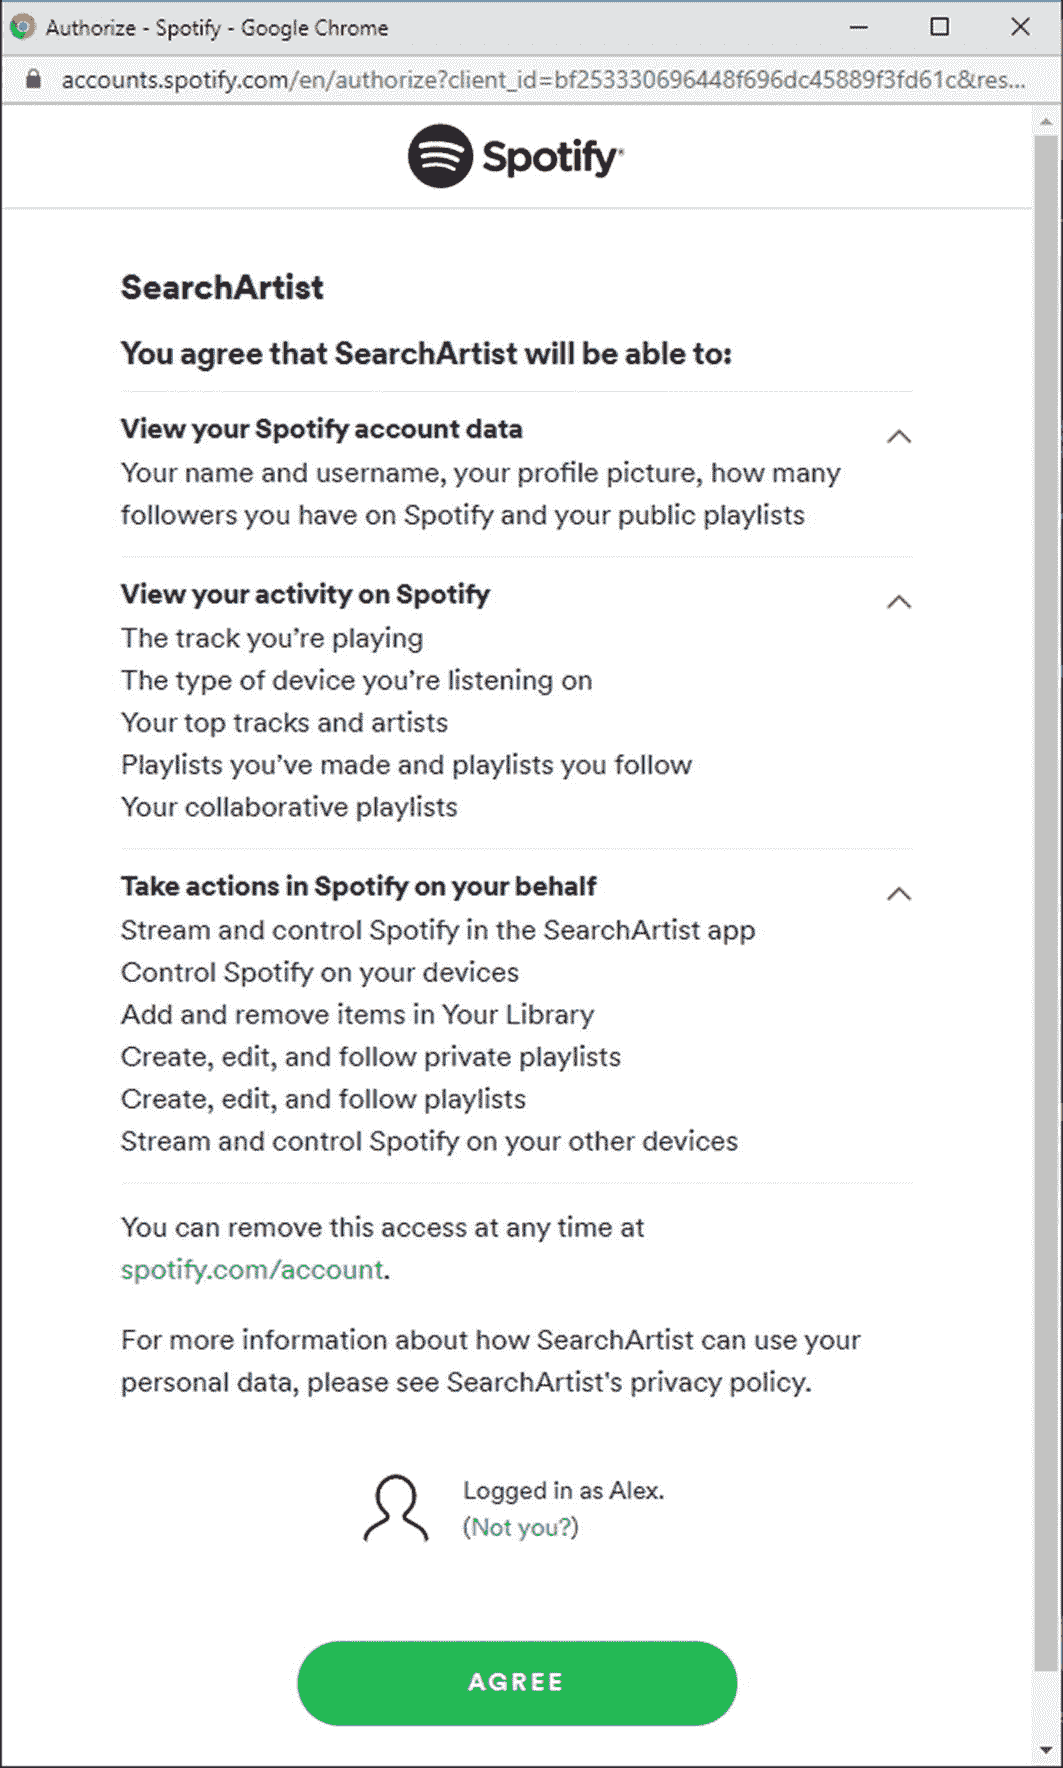 Authorize - Spotify - Google Chrome
accounts.spotify.com/en/authorize?client_id=bf253330696448f696dc45889f3fd61c&res...
Spotify®
SearchArtist
You agree that SearchArtist will be able to:
View your Spotify account data
Your name and username, your profile picture, how many
followers you have on Spotify and your public playlists
View your activity on Spotify
The track you’re playing
The type of device you’re listening on
Your top tracks and artists
Playlists you’ve made and playlists you follow
Your collaborative playlists
Take actions in Spotify on your behalf
Stream and control Spotify in the SearchArtist app
Control Spotify on your devices
Add and remove items in Your Library
Create, edit, and follow private playlists
Create, edit, and follow playlists
Stream and control Spotify on your other devices
You can remove this access at any time at
spotify.com/account.
For more information about how SearchArtist can use your
personal data, please see SearchArtist's privacy policy.
Logged in as Alex.
(Not you?)
AGREE